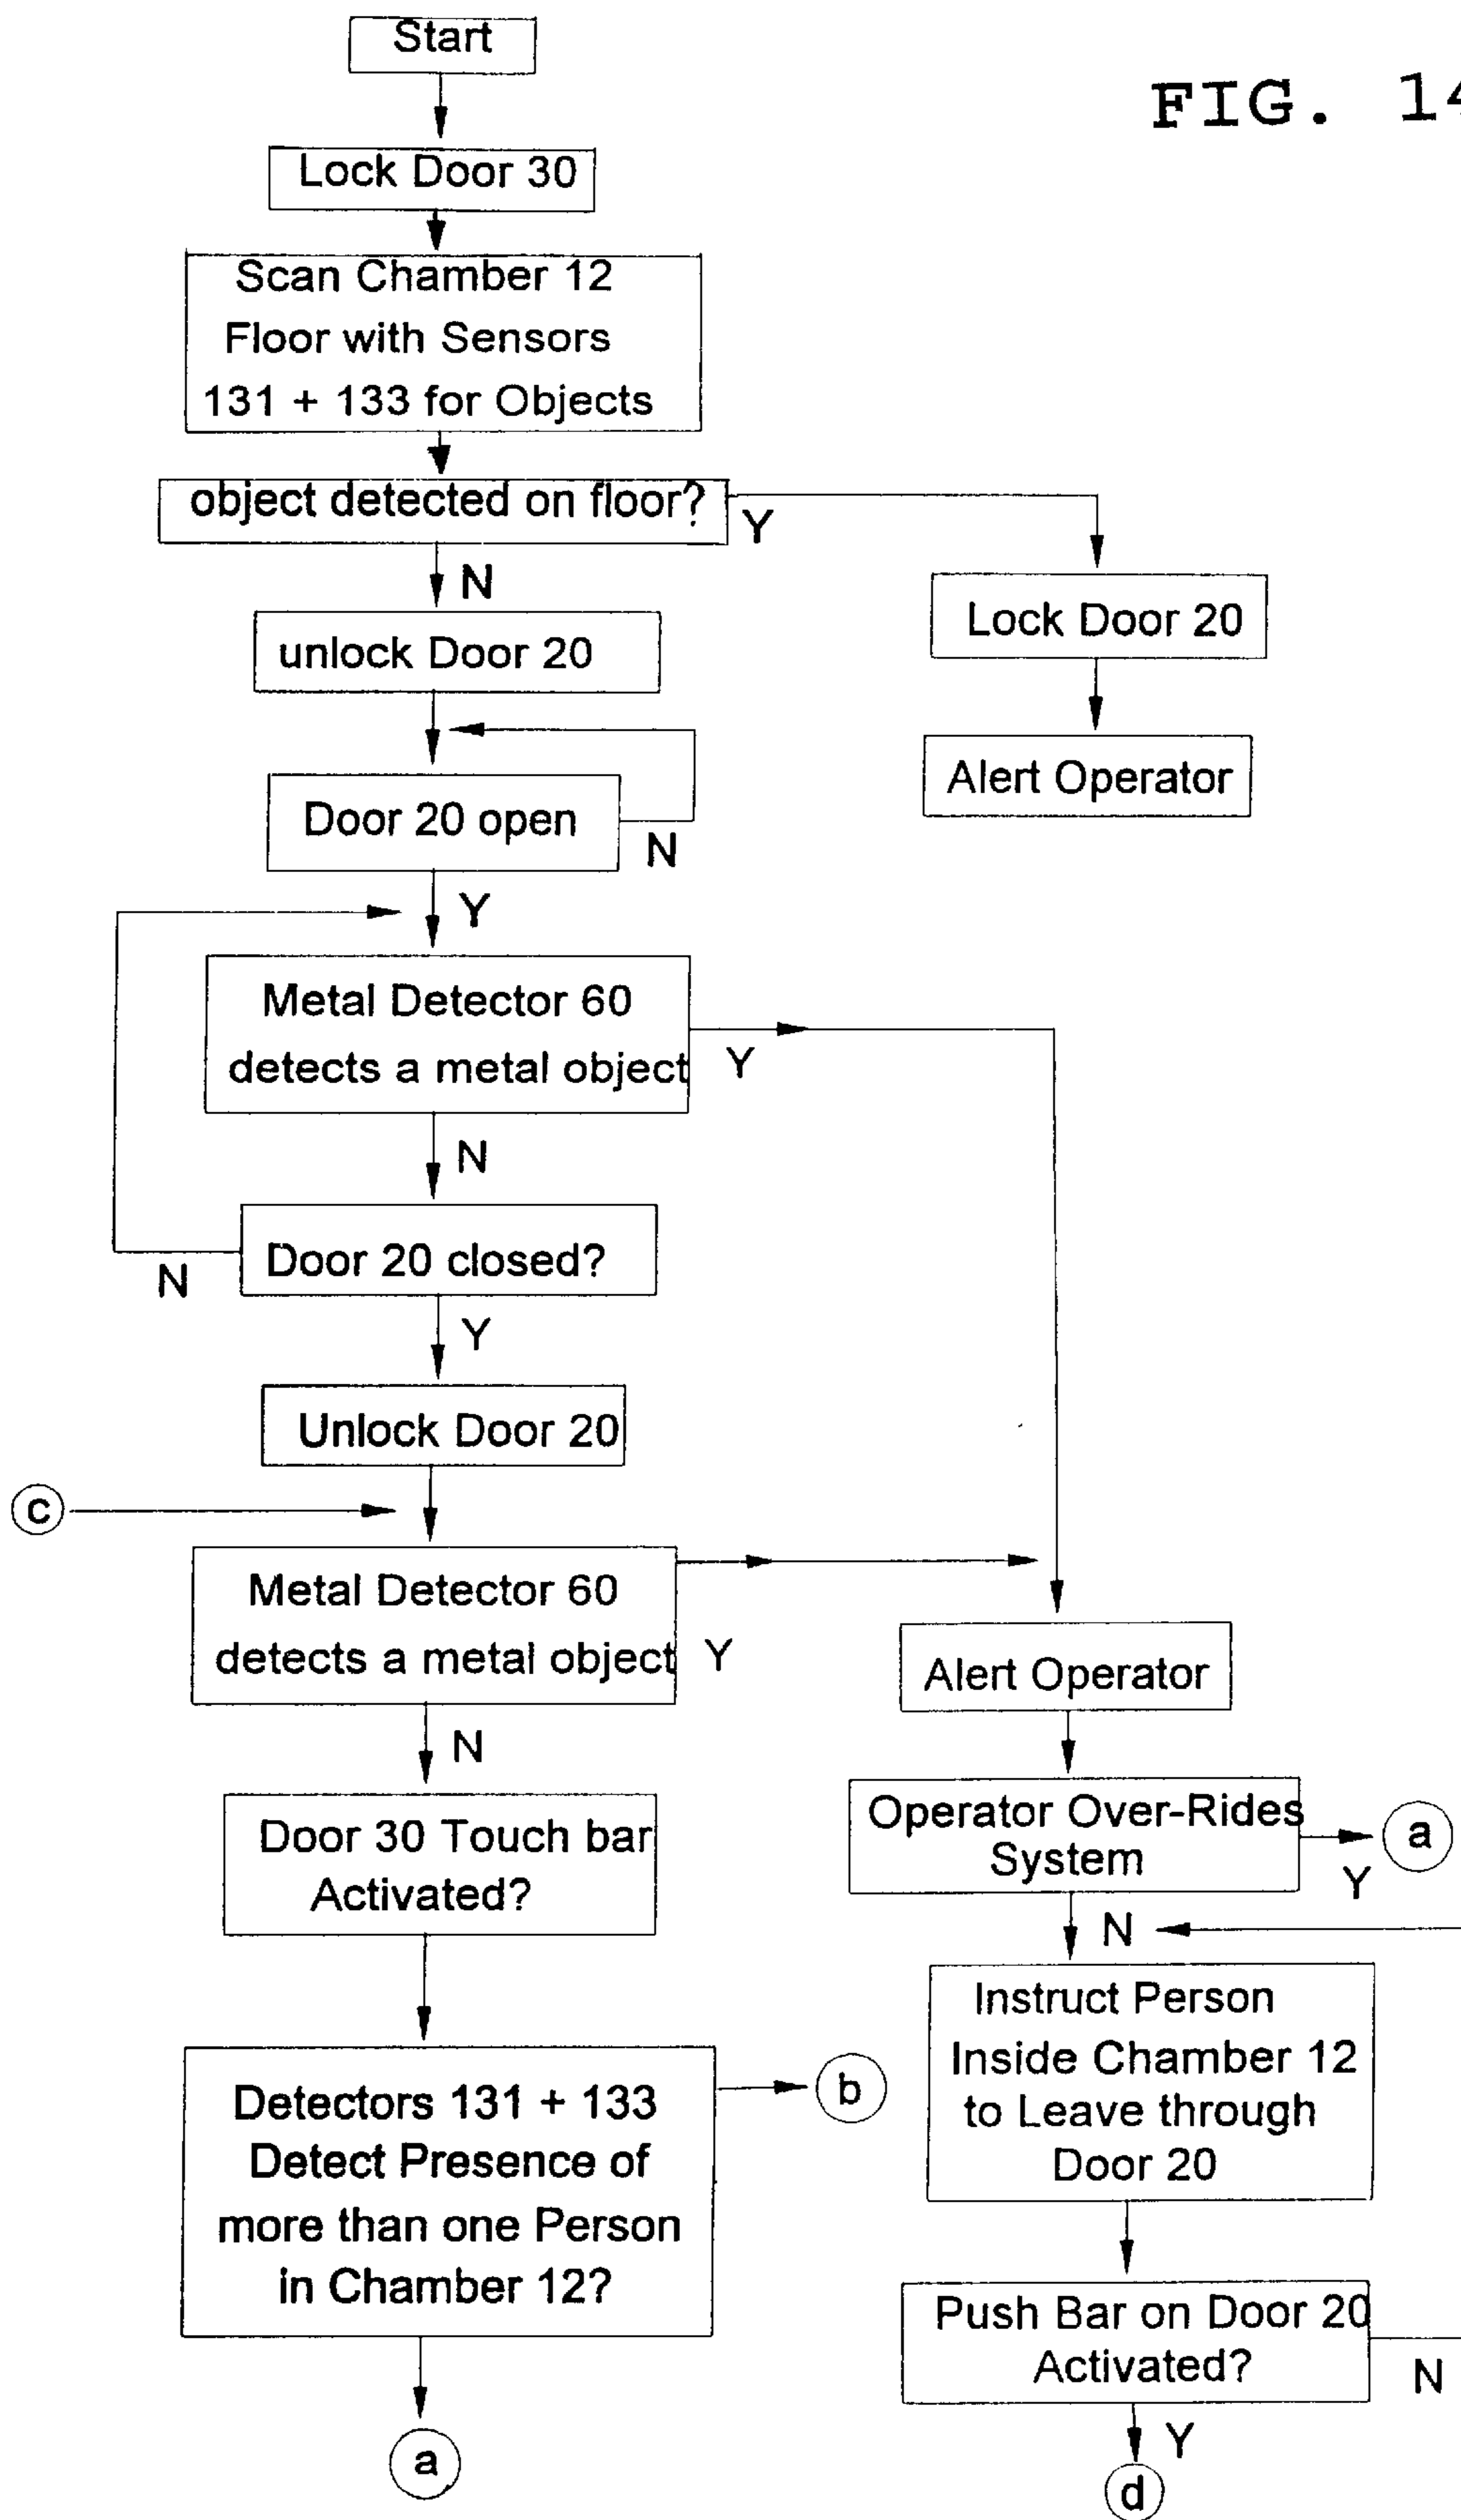 Start
FIG. 14
Lock Door 30
Scan Chamber 12
Floor with Sensors
131 + 133 for Objects
object detected on floor?
Y
N
Lock Door 20
unlock Door 20
Alert Operator
Door 20 open
N
Y
Metal Detector 60
detects a metal object
Y
N
Door 20 closed?
N
Y
Unlock Door 20
c
Metal Detector 60
detects a metal object
Y
Alert Operator
N
Operator Over-Rides
System
a
Y
Door 30 Touch bar
Activated?
N
Instruct Person
Inside Chamber 12
to Leave through
Door 20
Detectors 131 + 133
Detect Presence of
more than one Person
in Chamber 12?
b
Push Bar on Door 20
Activated?
N
Y
a
d